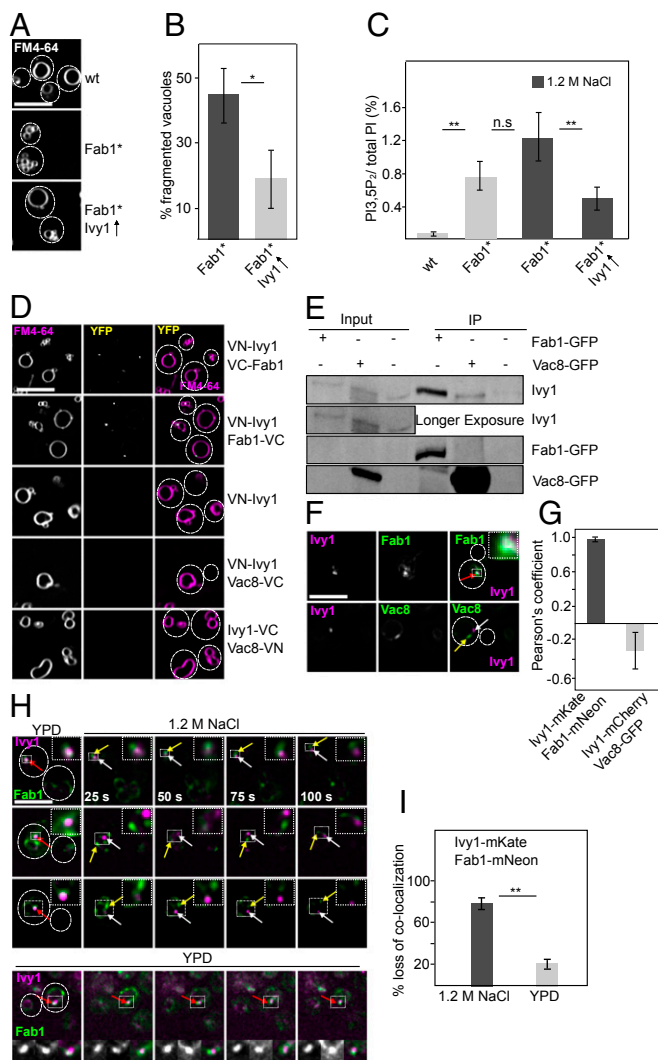 A
FM4-64
wt
Fab1*
Fab1*
Ivy1↑
B
% fragmented vacuoles
50
30
10
*
Fab1*
Fab1*
Ivy1↑
C
PI3,5P₂/ total PI (%)
1.2 M NaCl
1.6
1.2
0.8
0.4
**
n.s
**
wt
Fab1*
Fab1*
Fab1*
Ivy1↑
D
FM4-64
YFP
YFP
FM4-64
VN-Ivy1
VC-Fab1
VN-Ivy1
Fab1-VC
VN-Ivy1
VN-Ivy1
Vac8-VC
Ivy1-VC
Vac8-VN
E
Input
IP
+ - - + - - Fab1-GFP
- + - - + - Vac8-GFP
Ivy1
Longer Exposure
Ivy1
Fab1-GFP
Vac8-GFP
F
Ivy1
Fab1
Fab1
Ivy1
Ivy1
Vac8
Vac8
Ivy1
G
Pearson's coefficient
1.0
0.6
0.2
-0.2
-0.6
Ivy1-mKate
Fab1-mNeon
Ivy1-mCherry
Vac8-GFP
H
YPD
1.2 M NaCl
Ivy1
Fab1
25 s
50 s
75 s
100 s
YPD
Ivy1
Fab1
I
% loss of co-localization
Ivy1-mKate
Fab1-mNeon
80
60
40
20
**
1.2 M NaCl
YPD